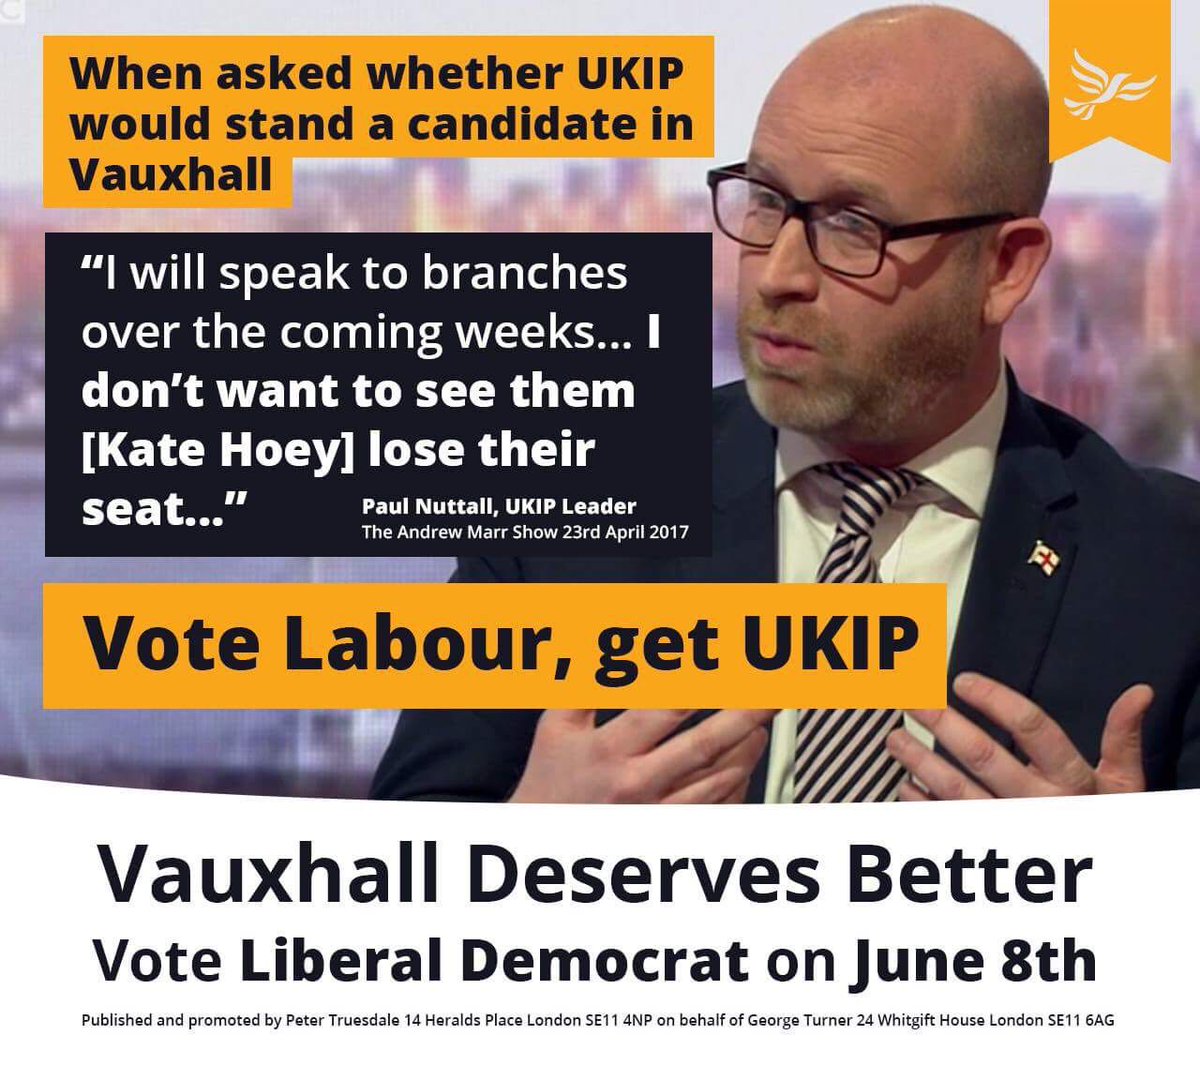 When asked whether UKIP
would stand a candidate in
Vauxhall
“I will speak to branches
over the coming weeks... I
don’t want to see them
[Kate Hoey] lose their
seat...”
Paul Nuttall, UKIP Leader
The Andrew Marr Show 23rd April 2017
Vote Labour, get UKIP
Vauxhall Deserves Better
Vote Liberal Democrat on June 8th
Published and promoted by Peter Truesdale 14 Heralds Place London SE11 4NP on behalf of George Turner 24 Whitgift House London SE11 6AG